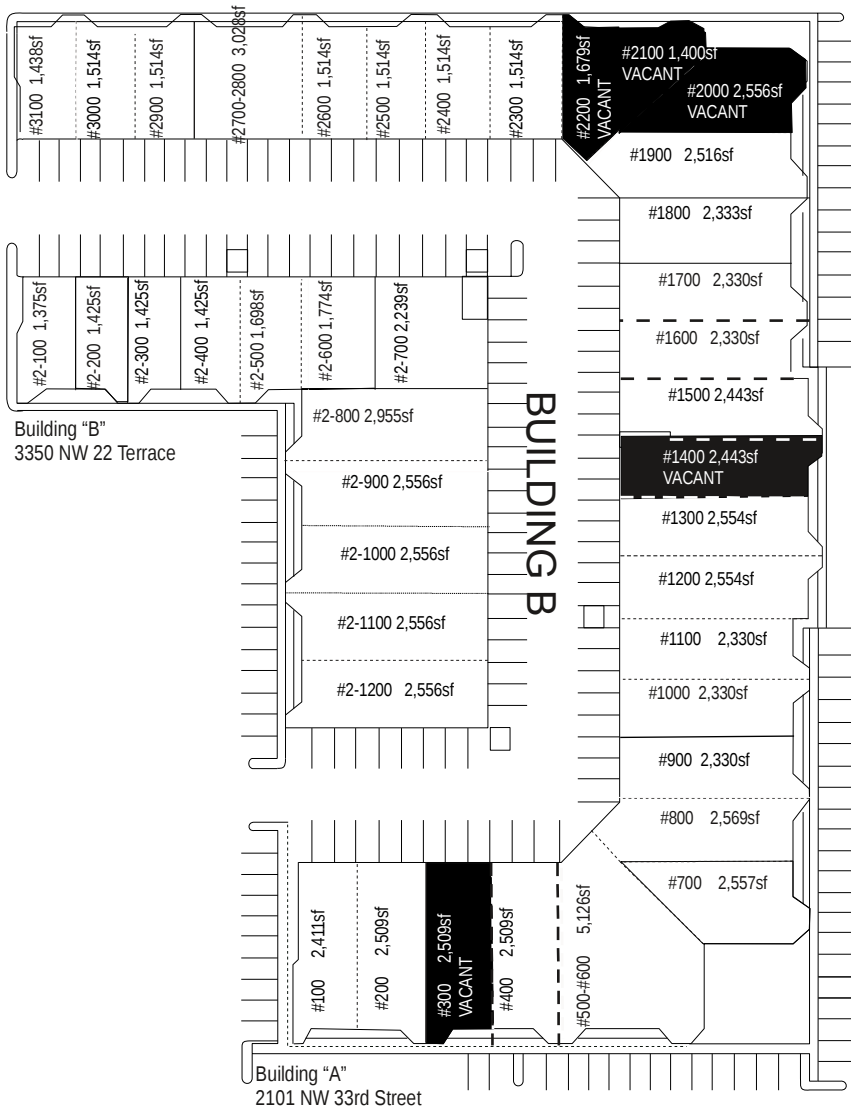 #3100 1,438sf
#3000 1,514sf
#2900 1,514sf
#2700-2800 3,028sf
#2600 1,514sf
#2500 1,514sf
#2400 1,514sf
#2300 1,514sf
#2200 1,679sf
VACANT
#2100 1,400sf
VACANT
#2000 2,556sf
VACANT
#1900 2,516sf
#1800 2,333sf
#1700 2,330sf
#1600 2,330sf
#1500 2,443sf
#1400 2,443sf
VACANT
#1300 2,554sf
#1200 2,554sf
#1100 2,330sf
#1000 2,330sf
#900 2,330sf
#800 2,569sf
#700 2,557sf
#2-100 1,375sf
#2-200 1,425sf
#2-300 1,425sf
#2-400 1,425sf
#2-500 1,698sf
#2-600 1,774sf
#2-700 2,239sf
#2-800 2,955sf
#2-900 2,556sf
#2-1000 2,556sf
#2-1100 2,556sf
#2-1200 2,556sf
Building “B”
3350 NW 22 Terrace
BUILDING B
#100 2,411sf
#200 2,509sf
#300 2,509sf
VACANT
#400 2,509sf
#500-#600 5,126sf
Building “A”
2101 NW 33rd Street